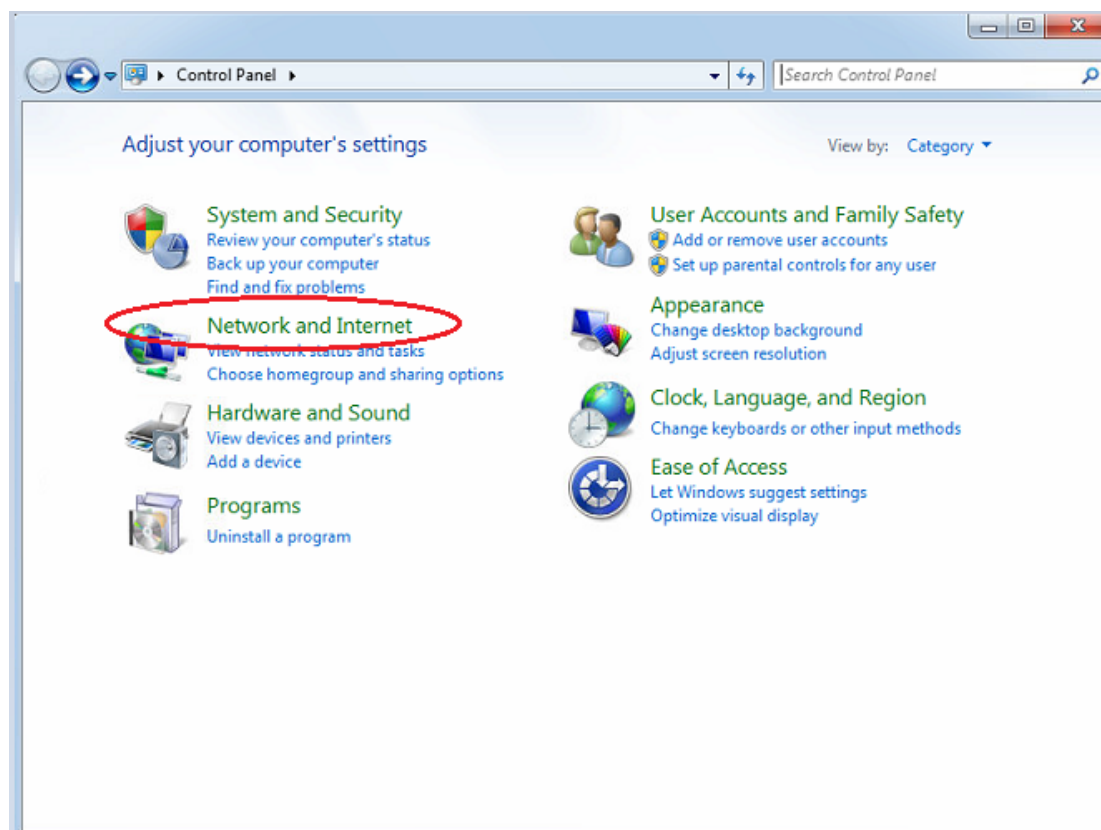 Control Panel
Search Control Panel
Adjust your computer's settings
View by: Category
System and Security
Review your computer's status
Back up your computer
Find and fix problems
Network and Internet
View network status and tasks
Choose homegroup and sharing options
Hardware and Sound
View devices and printers
Add a device
Programs
Uninstall a program
User Accounts and Family Safety
Add or remove user accounts
Set up parental controls for any user
Appearance
Change desktop background
Adjust screen resolution
Clock, Language, and Region
Change keyboards or other input methods
Ease of Access
Let Windows suggest settings
Optimize visual display